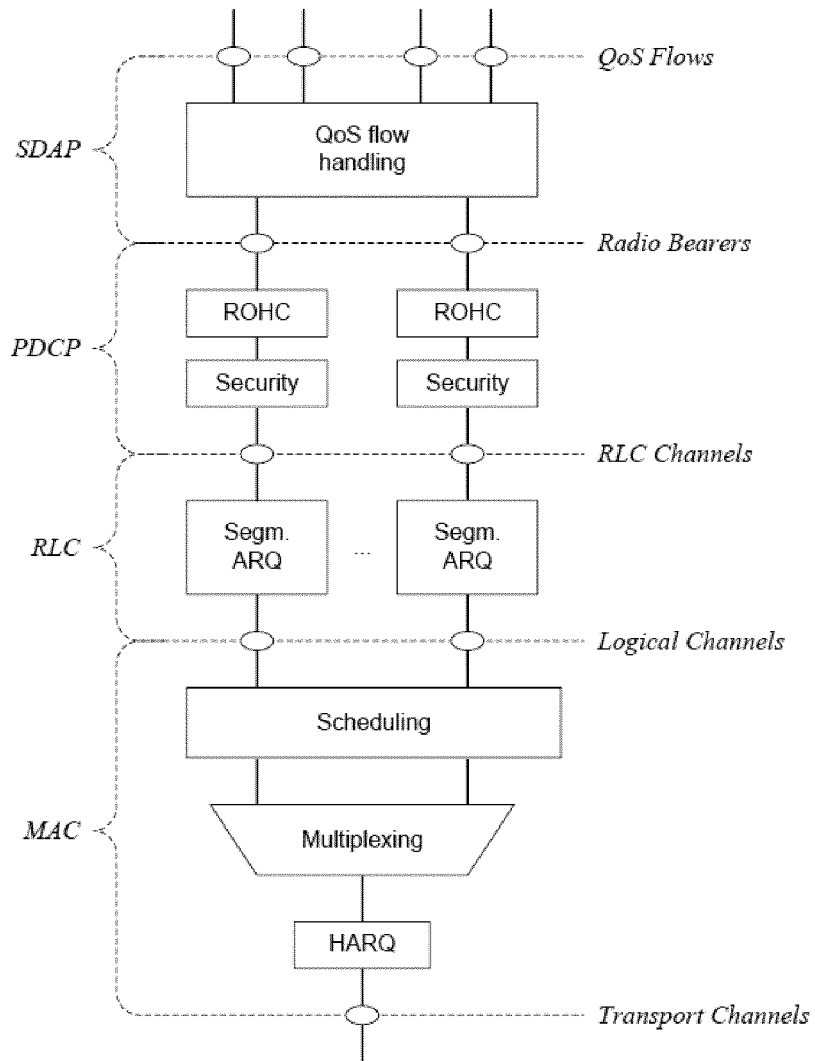 QoS Flows
QoS flow
handling
SDAP
Radio Bearers
ROHC
ROHC
PDCP
Security
Security
RLC Channels
Segm.
ARQ
...
Segm.
ARQ
RLC
Logical Channels
Scheduling
MAC
Multiplexing
HARQ
Transport Channels